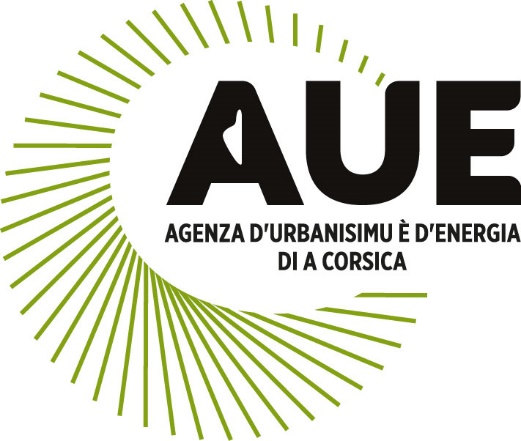 AUE
AGENZA D'URBANISIMU È D'ENERGIA
DI A CORSICA